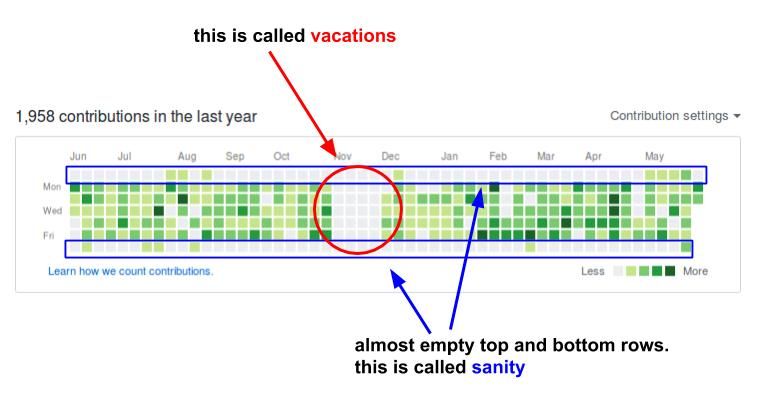 this is called vacations
1,958 contributions in the last year
Contribution settings
Jun Jul Aug Sep Oct Nov Dec Jan Feb Mar Apr May
Mon
Wed
Fri
Learn how we count contributions.
Less More
almost empty top and bottom rows.
this is called sanity